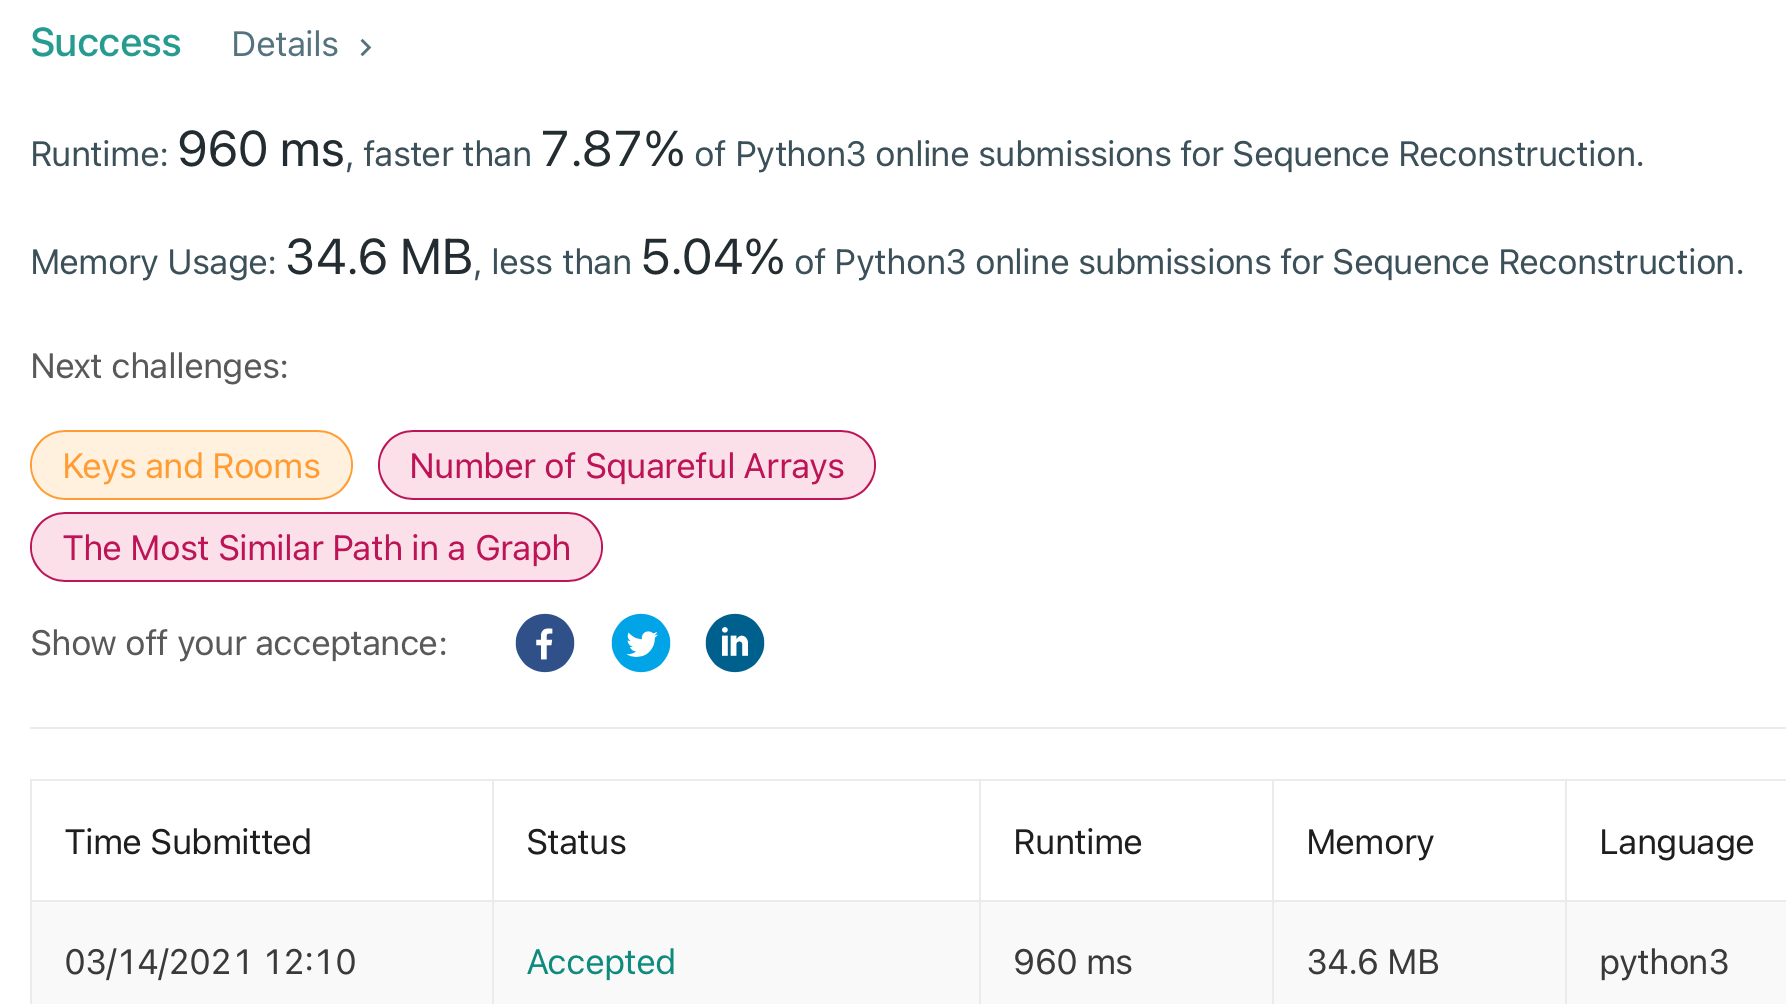 Success Details >
Runtime: 960 ms, faster than 7.87% of Python3 online submissions for Sequence Reconstruction.
Memory Usage: 34.6 MB, less than 5.04% of Python3 online submissions for Sequence Reconstruction.
Next challenges:
Keys and Rooms Number of Squareful Arrays
The Most Similar Path in a Graph
Show off your acceptance: f in
Time Submitted Status Runtime Memory Language
03/14/2021 12:10 Accepted 960 ms 34.6 MB python3